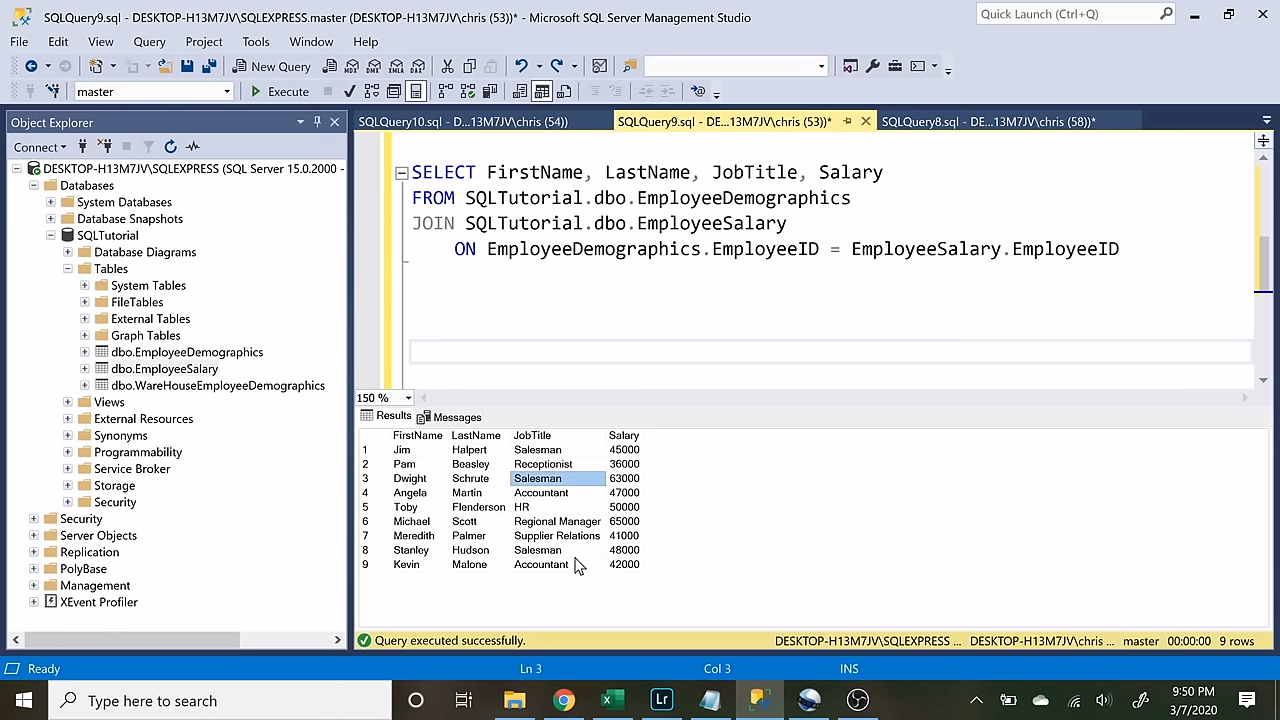 SQLQuery9.sql - DESKTOP-H13M7JV\SQLEXPRESS.master (DESKTOP-H13M7JV\chris (53))* - Microsoft SQL Server Management Studio
Quick Launch (Ctrl+Q)
File Edit View Query Project Tools Window Help
New Query
master
Execute
Object Explorer
SQLQuery10.sql - D...13M7JV\chris (54))
SQLQuery9.sql - DE...13M7JV\chris (53))*
SQLQuery8.sql - DE...13M7JV\chris (58))*
Connect
DESKTOP-H13M7JV\SQLEXPRESS (SQL Server 15.0.2000 -
Databases
System Databases
Database Snapshots
SQLTutorial
Database Diagrams
Tables
System Tables
FileTables
External Tables
Graph Tables
dbo.EmployeeDemographics
dbo.EmployeeSalary
dbo.WareHouseEmployeeDemographics
Views
External Resources
Synonyms
Programmability
Service Broker
Storage
Security
Security
Server Objects
Replication
PolyBase
Management
XEvent Profiler
SELECT FirstName, LastName, JobTitle, Salary
FROM SQLTutorial.dbo.EmployeeDemographics
JOIN SQLTutorial.dbo.EmployeeSalary
ON EmployeeDemographics.EmployeeID = EmployeeSalary.EmployeeID
150 %
Results Messages
FirstName LastName JobTitle Salary
1 Jim Halpert Salesman 45000
2 Pam Beasley Receptionist 36000
3 Dwight Schrute Salesman 63000
4 Angela Martin Accountant 47000
5 Toby Flenderson HR 50000
6 Michael Scott Regional Manager 65000
7 Meredith Palmer Supplier Relations 41000
8 Stanley Hudson Salesman 48000
9 Kevin Malone Accountant 42000
Query executed successfully.
DESKTOP-H13M7JV\SQLEXPRESS ... DESKTOP-H13M7JV\chris ... master 00:00:00 9 rows
Ready Ln 3 Col 3 INS
Type here to search
Lr
9:50 PM
3/7/2020